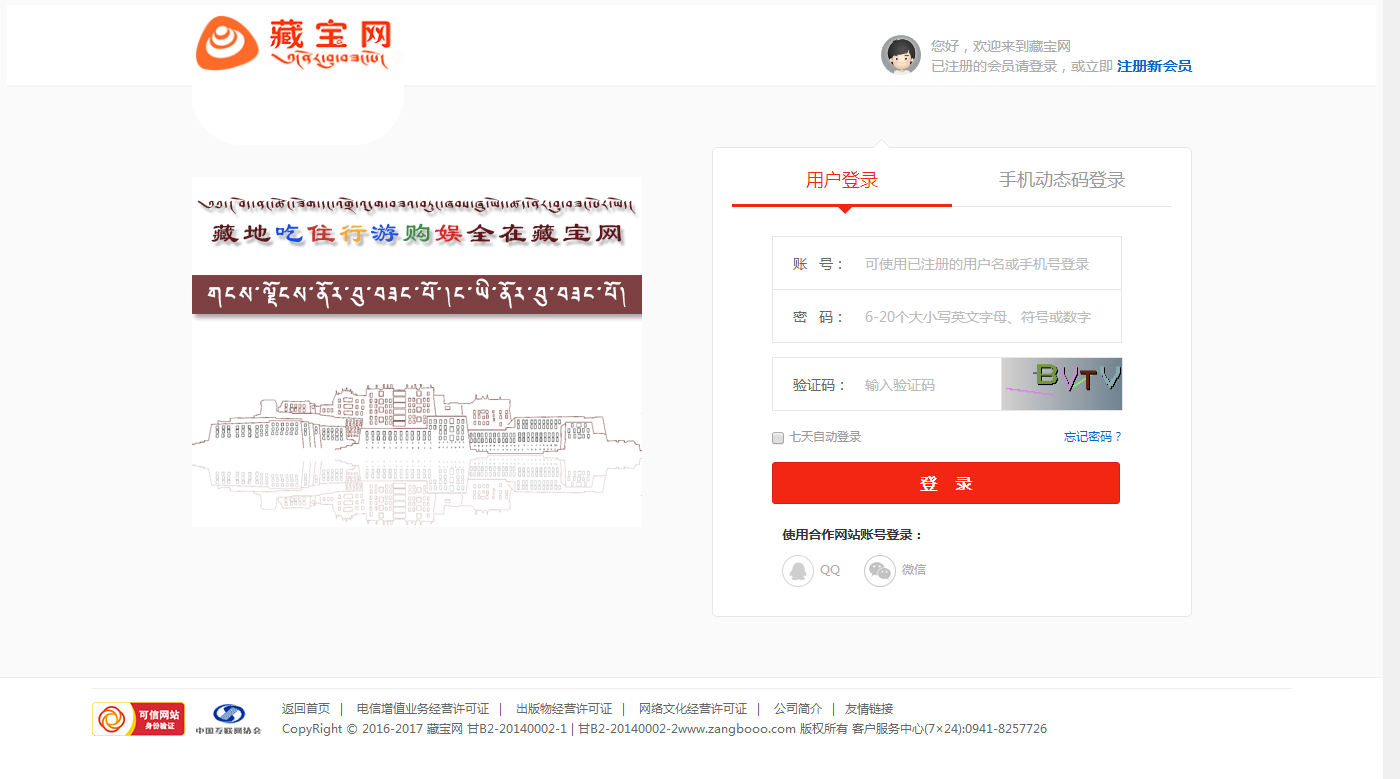 藏宝网
您好，欢迎来到藏宝网
已注册的会员请登录，或立即 注册新会员
藏地吃住行游购娱全在藏宝网
གངས་ལྗོངས་ནོར་བུ་བཟང་པོ།ང་ཡི་ནོར་བུ་བཟང་པོ།
用户登录
手机动态码登录
账 号： 可使用已注册的用户名或手机号登录
密 码： 6-20个大小写英文字母、符号或数字
验证码： 输入验证码
BVTV
七天自动登录 忘记密码？
登 录
使用合作网站账号登录：
QQ 微信
可信网站
身份验证
中国互联网协会
返回首页 | 电信增值业务经营许可证 | 出版物经营许可证 | 网络文化经营许可证 | 公司简介 | 友情链接
CopyRight © 2016-2017 藏宝网 甘B2-20140002-1 | 甘B2-20140002-2www.zangbooo.com 版权所有 客户服务中心(7×24):0941-8257726